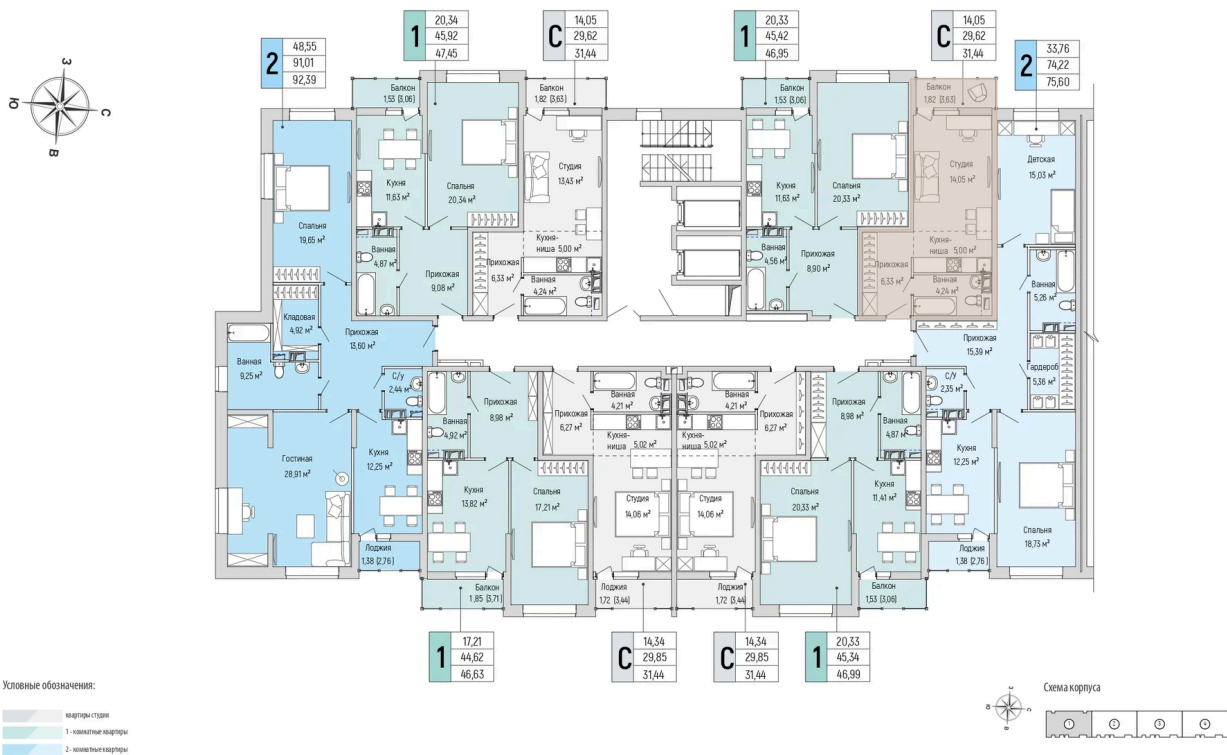 48,55
2 91,01
92,39
20,34
1 45,92
47,45
14,05
С 29,62
31,44
20,33
1 45,42
46,95
14,05
С 29,62
31,44
33,76
2 74,22
75,60
З
Ю
С
В
Балкон
1,53 (3,06)
Балкон
1,82 (3,63)
Балкон
1,53 (3,06)
Балкон
1,82 (3,63)
Спальня
19,65 м²
Кухня
11,63 м²
Спальня
20,34 м²
Студия
13,43 м²
Кухня-
ниша 5,00 м²
Ванная
4,87 м²
Прихожая
9,08 м²
Прихожая
6,33 м²
Ванная
4,24 м²
Кухня
11,63 м²
Спальня
20,33 м²
Студия
14,05 м²
Кухня-
ниша 5,00 м²
Детская
15,03 м²
Ванная
4,56 м²
Прихожая
8,90 м²
Прихожая
6,33 м²
Ванная
4,24 м²
Ванная
5,26 м²
Кладовая
4,92 м²
Прихожая
13,60 м²
Ванная
9,25 м²
С/у
2,44 м²
Прихожая
15,39 м²
С/у
2,35 м²
Гардероб
5,36 м²
Ванная
4,92 м²
Прихожая
8,98 м²
Прихожая
6,27 м²
Ванная
4,21 м²
Ванная
4,21 м²
Прихожая
6,27 м²
Прихожая
8,98 м²
Ванная
4,87 м²
Кухня-
ниша 5,02 м²
Кухня-
ниша 5,02 м²
Гостиная
28,91 м²
Кухня
12,25 м²
Кухня
13,82 м²
Спальня
17,21 м²
Студия
14,06 м²
Студия
14,06 м²
Спальня
20,33 м²
Кухня
11,41 м²
Кухня
12,25 м²
Спальня
18,73 м²
Лоджия
1,38 (2,76)
Балкон
1,85 (3,71)
Лоджия
1,72 (3,44)
Лоджия
1,72 (3,44)
Балкон
1,53 (3,06)
Лоджия
1,38 (2,76)
17,21
1 44,62
46,63
14,34
С 29,85
31,44
14,34
С 29,85
31,44
20,33
1 45,34
46,99
Условные обозначения:
квартиры студии
1 - комнатные квартиры
2 - комнатные квартиры
Схема корпуса
З
Ю
С
В
1 2 3 4